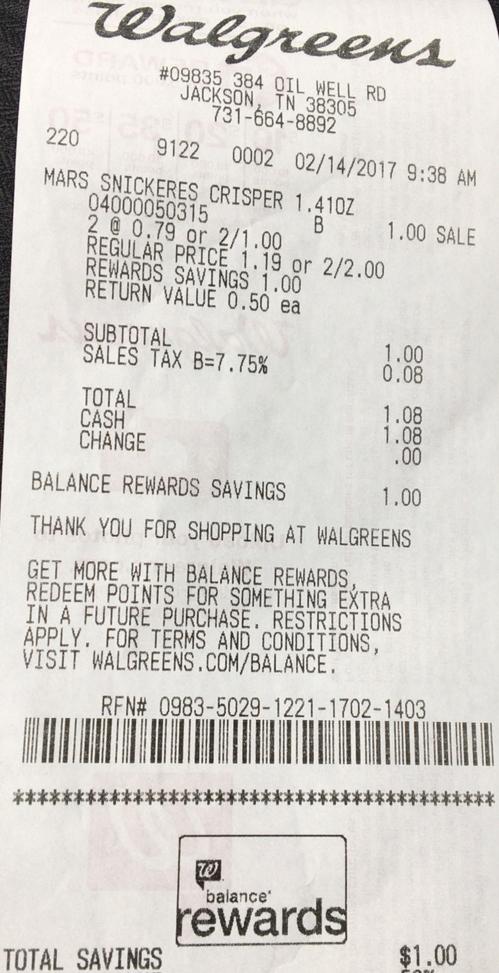 Walgreens
#09835 384 OIL WELL RD
JACKSON, TN 38305
731-664-8892
220 9122 0002 02/14/2017 9:38 AM
MARS SNICKERES CRISPER 1.41OZ
04000050315 B 1.00 SALE
2 @ 0.79 or 2/1.00
REGULAR PRICE 1.19 or 2/2.00
REWARDS SAVINGS 1.00
RETURN VALUE 0.50 ea
SUBTOTAL 1.00
SALES TAX B=7.75% 0.08
TOTAL 1.08
CASH 1.08
CHANGE .00
BALANCE REWARDS SAVINGS 1.00
THANK YOU FOR SHOPPING AT WALGREENS
GET MORE WITH BALANCE REWARDS,
REDEEM POINTS FOR SOMETHING EXTRA
IN A FUTURE PURCHASE. RESTRICTIONS
APPLY. FOR TERMS AND CONDITIONS,
VISIT WALGREENS.COM/BALANCE.
RFN# 0983-5029-1221-1702-1403
****************************************
W
balance
rewards
TOTAL SAVINGS $1.00